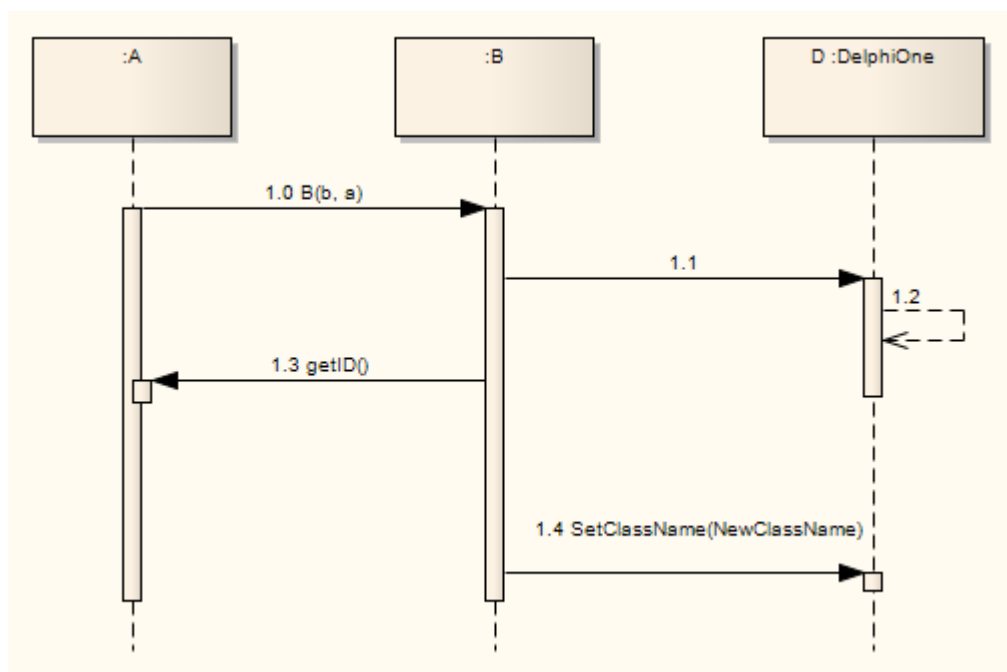 :A
:B
D :DelphiOne
1.0 B(b, a)
1.1
1.2
1.3 getID()
1.4 SetClassName(NewClassName)